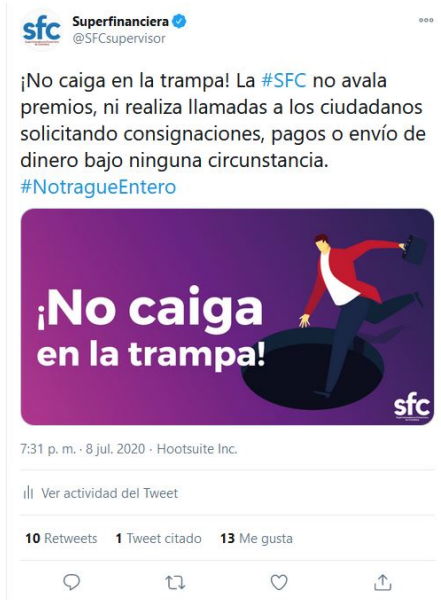 sfc
Superfinanciera
@SFCsupervisor
¡No caiga en la trampa! La #SFC no avala
premios, ni realiza llamadas a los ciudadanos
solicitando consignaciones, pagos o envío de
dinero bajo ninguna circunstancia.
#NotragueEntero
¡No caiga
en la trampa!
sfc
7:31 p. m. · 8 jul. 2020 · Hootsuite Inc.
Ver actividad del Tweet
10 Retweets 1 Tweet citado 13 Me gusta